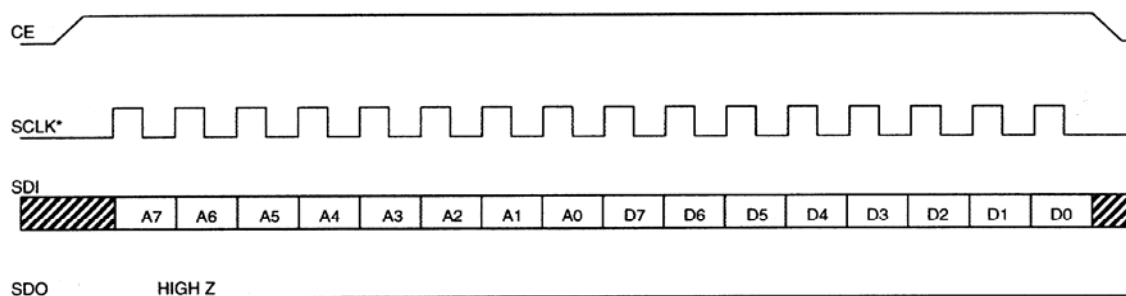 CE
SCLK*
SDI
A7 A6 A5 A4 A3 A2 A1 A0 D7 D6 D5 D4 D3 D2 D1 D0
SDO HIGH Z